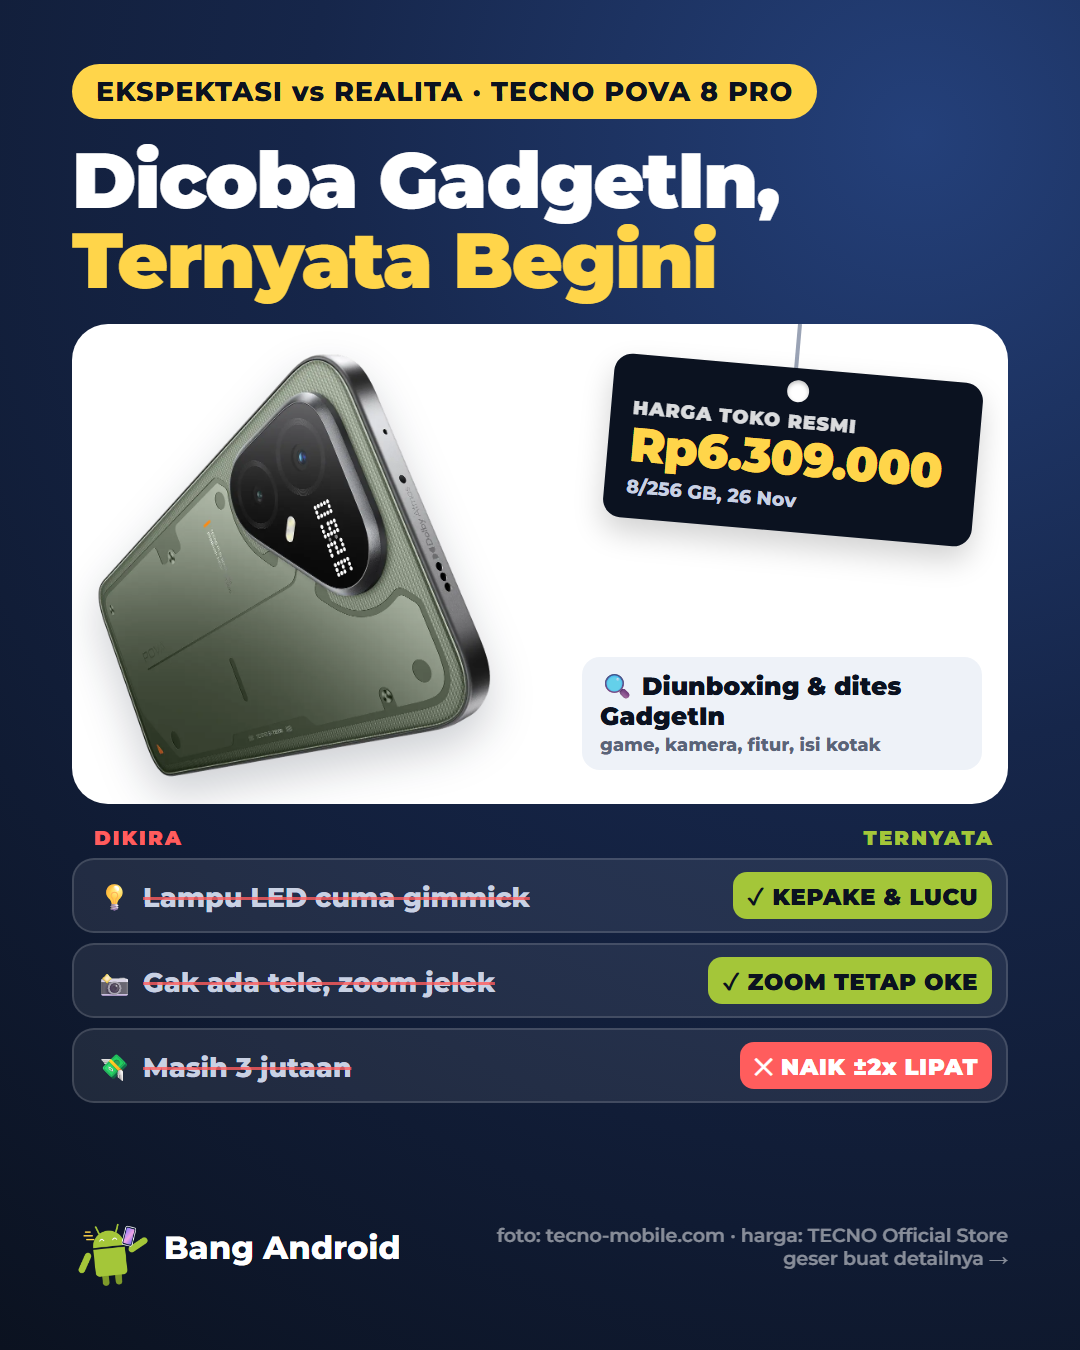 EKSPEKTASI vs REALITA · TECNO POVA 8 PRO
Dicoba GadgetIn,
Ternyata Begini
HARGA TOKO RESMI
Rp6.309.000
8/256 GB, 26 Nov
🔍 Diunboxing & dites
GadgetIn
game, kamera, fitur, isi kotak
DIKIRA
TERNYATA
💡 Lampu LED cuma gimmick
✓ KEPAKE & LUCU
📷 Gak ada tele, zoom jelek
✓ ZOOM TETAP OKE
💸 Masih 3 jutaan
✕ NAIK ±2x LIPAT
Bang Android
foto: tecno-mobile.com · harga: TECNO Official Store
geser buat detailnya →